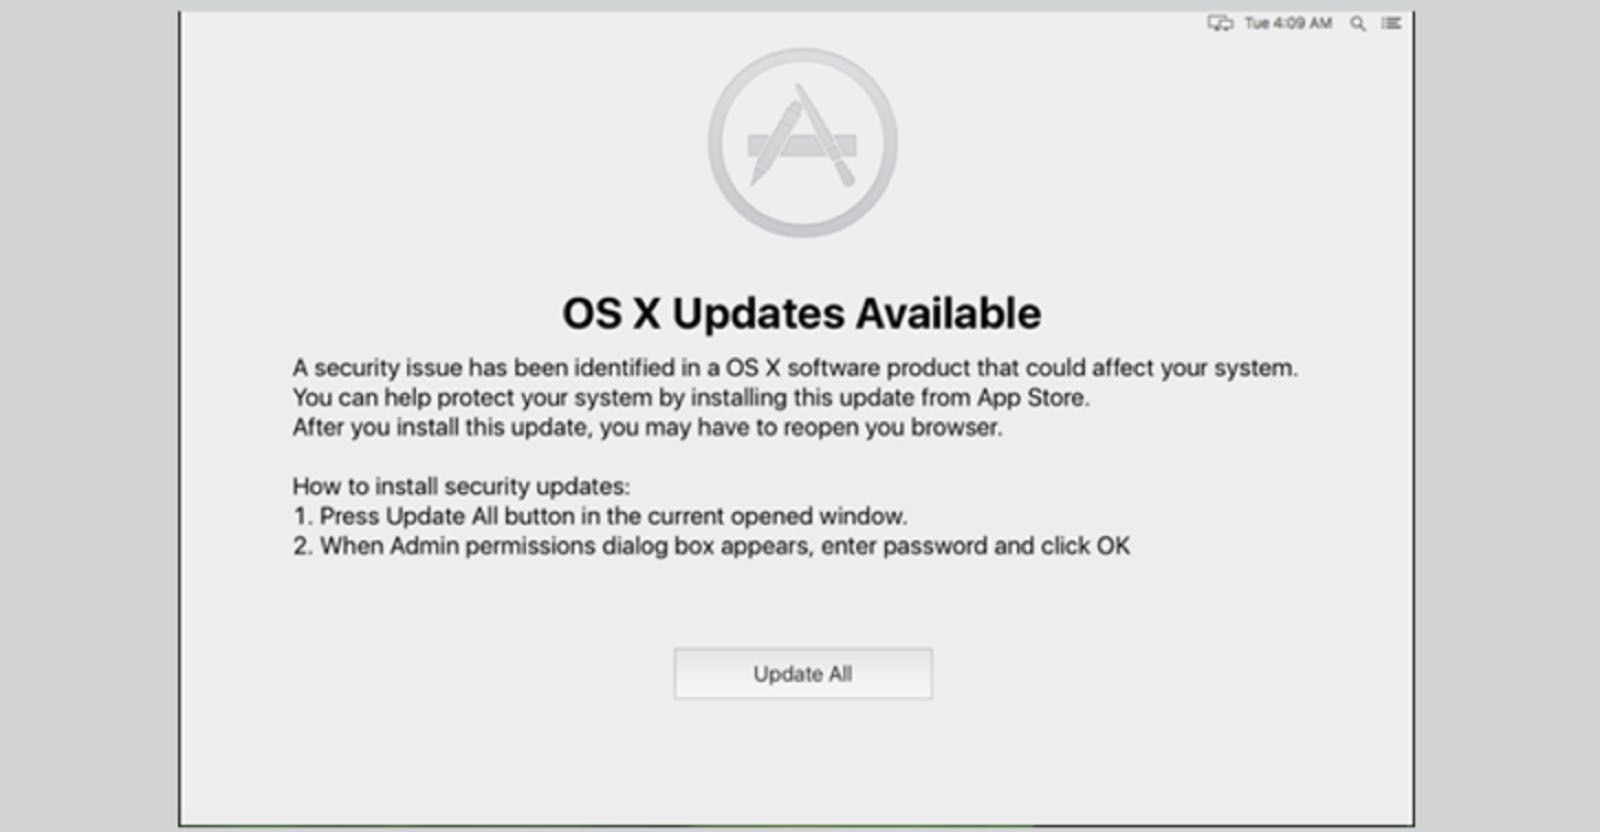 Tue 4:09 AM
OS X Updates Available
A security issue has been identified in a OS X software product that could affect your system.
You can help protect your system by installing this update from App Store.
After you install this update, you may have to reopen you browser.
How to install security updates:
1. Press Update All button in the current opened window.
2. When Admin permissions dialog box appears, enter password and click OK
Update All